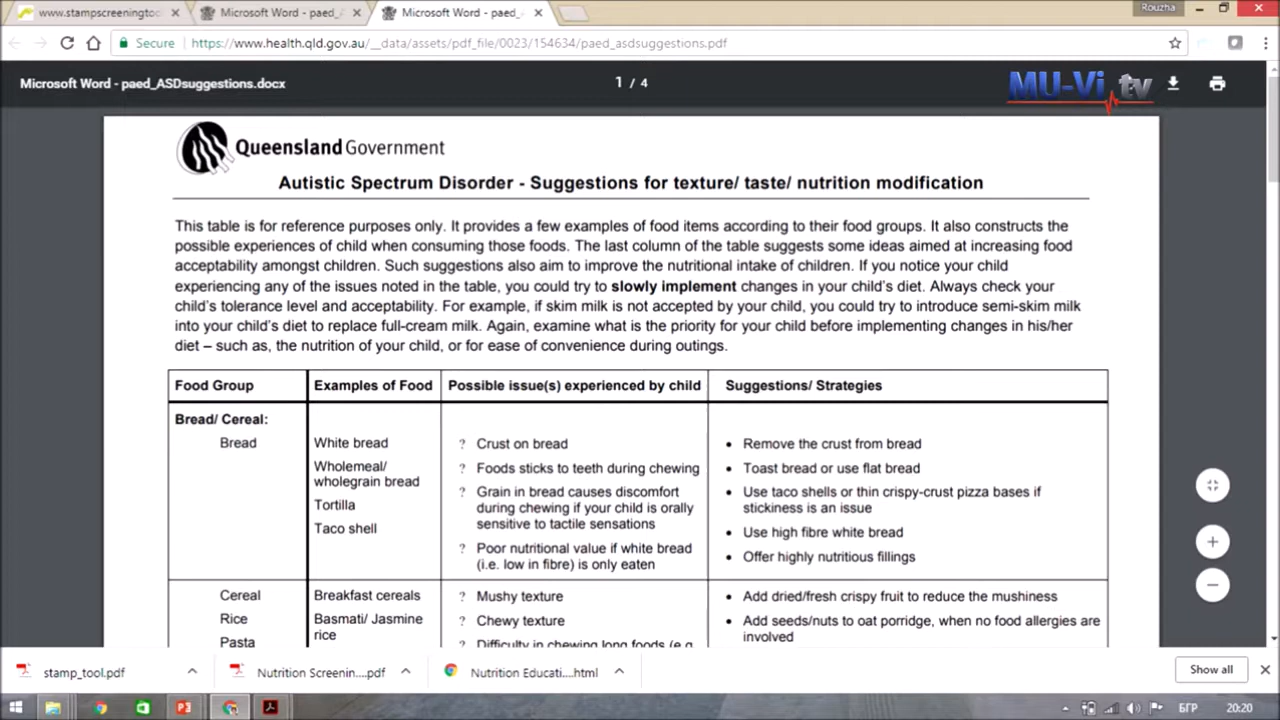 www.stampscreeningto
Microsoft Word - paed_
Microsoft Word - paed_
Rouzha
Secure
https://www.health.qld.gov.au/__data/assets/pdf_file/0023/154634/paed_asdsuggestions.pdf
Microsoft Word - paed_ASDsuggestions.docx
1 / 4
MU-Vi.tv
Queensland Government
Autistic Spectrum Disorder - Suggestions for texture/ taste/ nutrition modification
This table is for reference purposes only. It provides a few examples of food items according to their food groups. It also constructs the
possible experiences of child when consuming those foods. The last column of the table suggests some ideas aimed at increasing food
acceptability amongst children. Such suggestions also aim to improve the nutritional intake of children. If you notice your child
experiencing any of the issues noted in the table, you could try to slowly implement changes in your child's diet. Always check your
child's tolerance level and acceptability. For example, if skim milk is not accepted by your child, you could try to introduce semi-skim milk
into your child's diet to replace full-cream milk. Again, examine what is the priority for your child before implementing changes in his/her
diet – such as, the nutrition of your child, or for ease of convenience during outings.
Food Group
Examples of Food
Possible issue(s) experienced by child
Suggestions/ Strategies
Bread/ Cereal:
Bread
White bread
Wholemeal/
wholegrain bread
Tortilla
Taco shell
? Crust on bread
? Foods sticks to teeth during chewing
? Grain in bread causes discomfort
during chewing if your child is orally
sensitive to tactile sensations
? Poor nutritional value if white bread
(i.e. low in fibre) is only eaten
• Remove the crust from bread
• Toast bread or use flat bread
• Use taco shells or thin crispy-crust pizza bases if
stickiness is an issue
• Use high fibre white bread
• Offer highly nutritious fillings
Cereal
Rice
Pasta
Breakfast cereals
Basmati/ Jasmine
rice
? Mushy texture
? Chewy texture
? Difficulty in chewing long foods (e.g.
• Add dried/fresh crispy fruit to reduce the mushiness
• Add seeds/nuts to oat porridge, when no food allergies are
involved
stamp_tool.pdf
Nutrition Screenin....pdf
Nutrition Educati....html
Show all
БГР
20:20